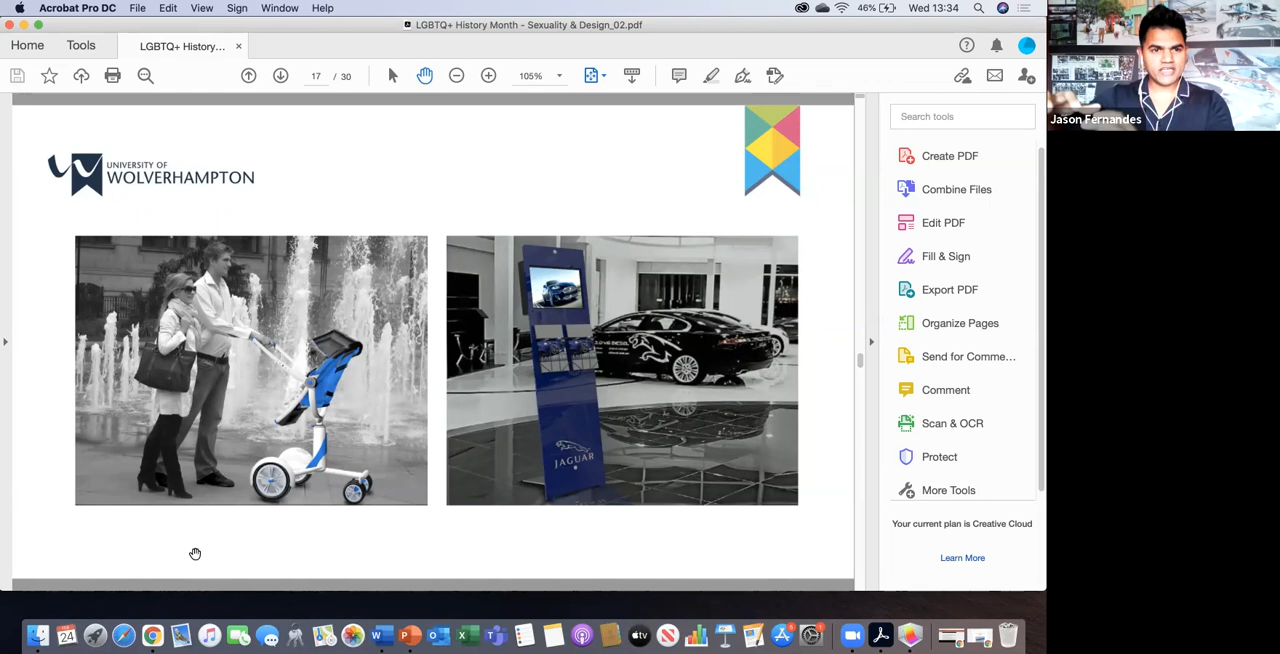 Acrobat Pro DC File Edit View Sign Window Help
46% Wed 13:34
LGBTQ+ History Month - Sexuality & Design_02.pdf
Home Tools LGBTQ+ History... ×
17 / 30 105%
Search tools
Create PDF
Combine Files
Edit PDF
Fill & Sign
Export PDF
Organize Pages
Send for Comme...
Comment
Scan & OCR
Protect
More Tools
Your current plan is Creative Cloud
Learn More
UNIVERSITY OF
WOLVERHAMPTON
JAGUAR
Jason Fernandes
FEB
24
tv